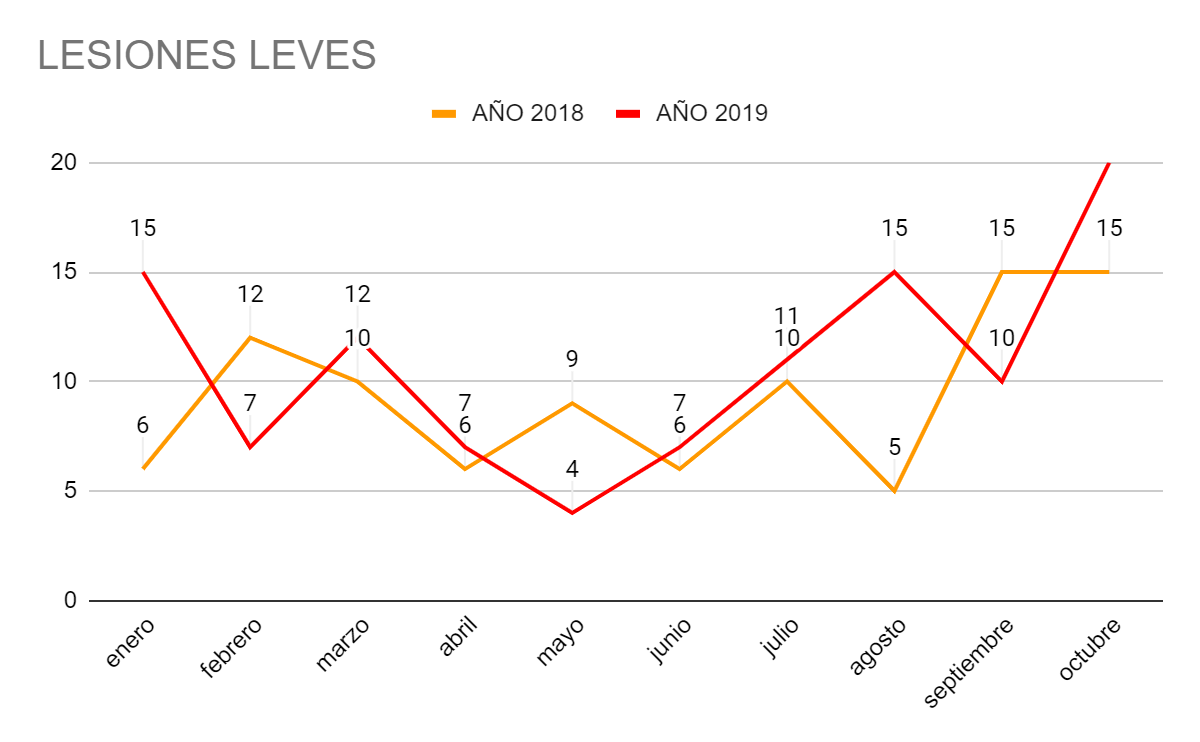 LESIONES LEVES
AÑO 2018 AÑO 2019
20
15 15 15 15
15
12 12
11
10 10 10
10
9
7 7 7
6 6 6
5
5
4
0
enero febrero marzo abril mayo junio julio agosto septiembre octubre